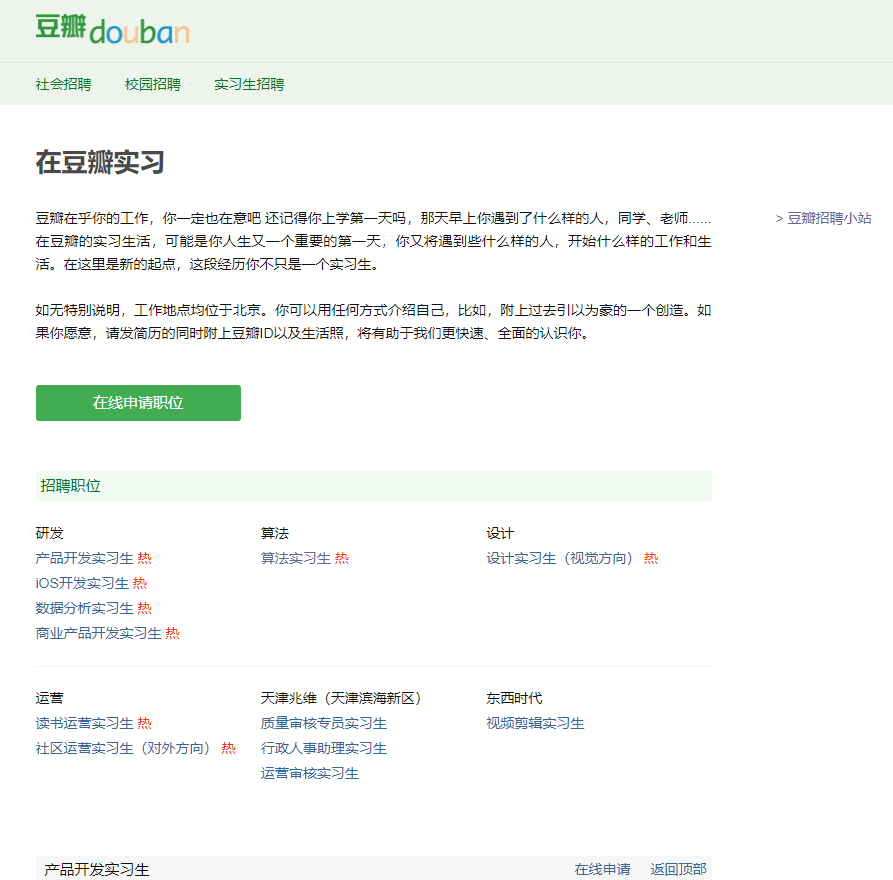 豆瓣douban
社会招聘 校园招聘 实习生招聘
在豆瓣实习
豆瓣在乎你的工作，你一定也在意吧 还记得你上学第一天吗，那天早上你遇到了什么样的人，同学、老师...... > 豆瓣招聘小站
在豆瓣的实习生活，可能是你人生又一个重要的第一天，你又将遇到些什么样的人，开始什么样的工作和生
活。在这里是新的起点，这段经历你不只是一个实习生。
如无特别说明，工作地点均位于北京。你可以用任何方式介绍自己，比如，附上过去引以为豪的一个创造。如
果你愿意，请发简历的同时附上豆瓣ID以及生活照，将有助于我们更快速、全面的认识你。
在线申请职位
招聘职位
研发 算法 设计
产品开发实习生 热 算法实习生 热 设计实习生（视觉方向） 热
iOS开发实习生 热
数据分析实习生 热
商业产品开发实习生 热
运营 天津兆维（天津滨海新区） 东西时代
读书运营实习生 热 质量审核专员实习生 视频剪辑实习生
社区运营实习生（对外方向） 热 行政人事助理实习生
运营审核实习生
产品开发实习生 在线申请 返回顶部